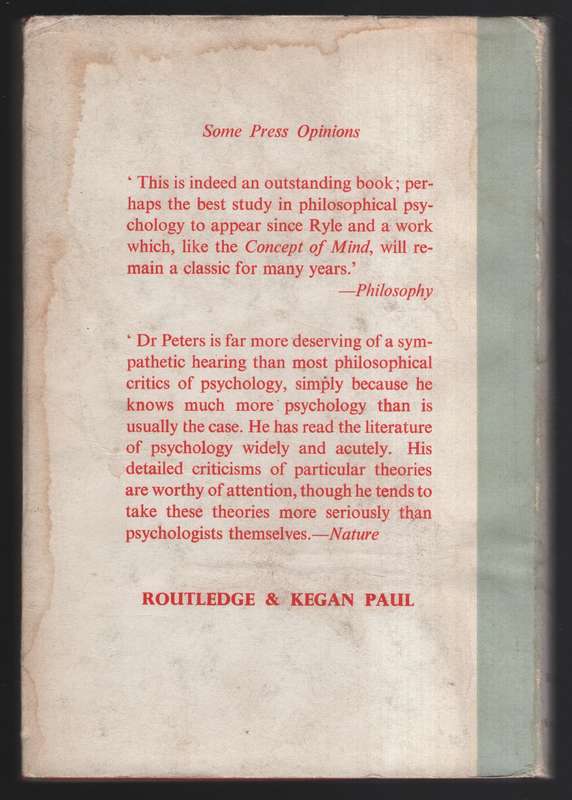 Some Press Opinions
‘ This is indeed an outstanding book; per-
haps the best study in philosophical psy-
chology to appear since Ryle and a work
which, like the Concept of Mind, will re-
main a classic for many years.’
—Philosophy
‘ Dr Peters is far more deserving of a sym-
pathetic hearing than most philosophical
critics of psychology, simply because he
knows much more psychology than is
usually the case. He has read the literature
of psychology widely and acutely. His
detailed criticisms of particular theories
are worthy of attention, though he tends to
take these theories more seriously than
psychologists themselves.—Nature
ROUTLEDGE & KEGAN PAUL